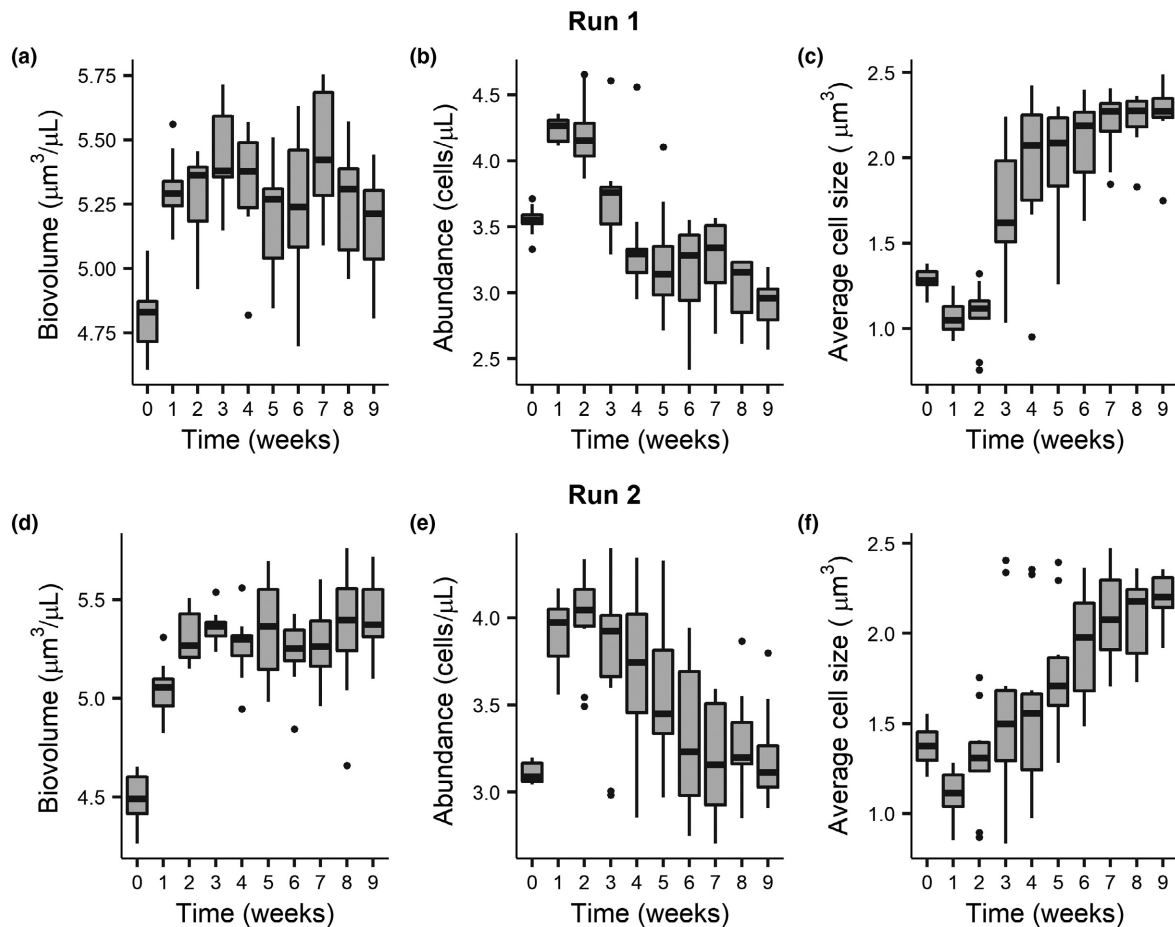 Run 1
(a)
Biovolume (μm³/μL)
5.75
5.50
5.25
5.00
4.75
0 1 2 3 4 5 6 7 8 9
Time (weeks)
(b)
Abundance (cells/μL)
4.5
4.0
3.5
3.0
2.5
0 1 2 3 4 5 6 7 8 9
Time (weeks)
(c)
Average cell size ( μm³)
2.5
2.0
1.5
1.0
0 1 2 3 4 5 6 7 8 9
Time (weeks)
Run 2
(d)
Biovolume (μm³/μL)
5.5
5.0
4.5
0 1 2 3 4 5 6 7 8 9
Time (weeks)
(e)
Abundance (cells/μL)
4.0
3.5
3.0
0 1 2 3 4 5 6 7 8 9
Time (weeks)
(f)
Average cell size ( μm³)
2.5
2.0
1.5
1.0
0 1 2 3 4 5 6 7 8 9
Time (weeks)